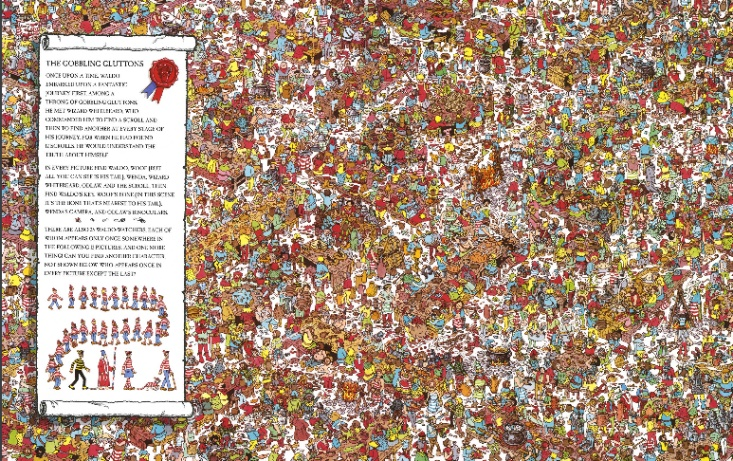 THE GOBBLING GLUTTONS
ONCE UPON A TIME, WALDO
EMBARKED UPON A FANTASTIC
JOURNEY. FIRST, AMONG A
THRONG OF GOBBLING GLUTTONS,
HE MET WIZARD WHITEBEARD, WHO
COMMANDED HIM TO FIND A SCROLL AND
THEN TO FIND ANOTHER AT EVERY STAGE OF
HIS JOURNEY. FOR WHEN HE HAD FOUND
SCROLLS, HE WOULD UNDERSTAND THE
TRUTH ABOUT HIMSELF.
IN EVERY PICTURE FIND WALDO, WOOF (BUT
ALL YOU CAN SEE IS HIS TAIL), WENDA, WIZARD
WHITEBEARD, ODLAW, AND THE SCROLL. THEN
FIND WALDO'S KEY, WOOF'S BONE (IN THIS SCENE
IT'S THE BONE THAT'S NEAREST TO HIS TAIL),
WENDA'S CAMERA, AND ODLAW'S BINOCULARS.
THERE ARE ALSO 25 WALDO-WATCHERS, EACH OF
WHOM APPEARS ONLY ONCE SOMEWHERE IN
THE FOLLOWING PICTURES. AND ONE MORE
THING! CAN YOU FIND ANOTHER CHARACTER,
NOT SHOWN BELOW, WHO APPEARS ONCE IN
EVERY PICTURE EXCEPT THE LAST?